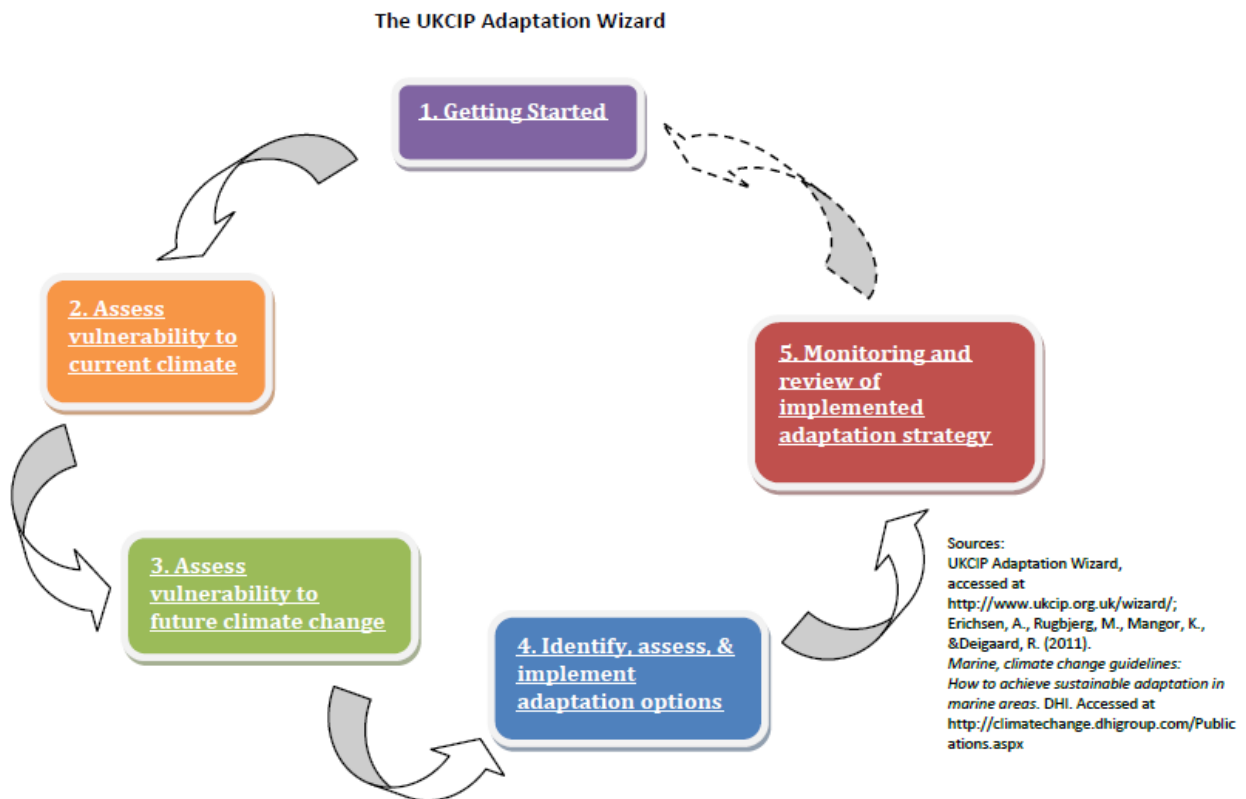 The UKCIP Adaptation Wizard
1. Getting Started
2. Assess
vulnerability to
current climate
3. Assess
vulnerability to
future climate change
4. Identify, assess, &
implement
adaptation options
5. Monitoring and
review of
implemented
adaptation strategy
Sources:
UKCIP Adaptation Wizard,
accessed at
http://www.ukcip.org.uk/wizard/;
Erichsen, A., Rugbjerg, M., Mangor, K.,
&Deigaard, R. (2011).
Marine, climate change guidelines:
How to achieve sustainable adaptation in
marine areas. DHI. Accessed at
http://climatechange.dhigroup.com/Public
ations.aspx